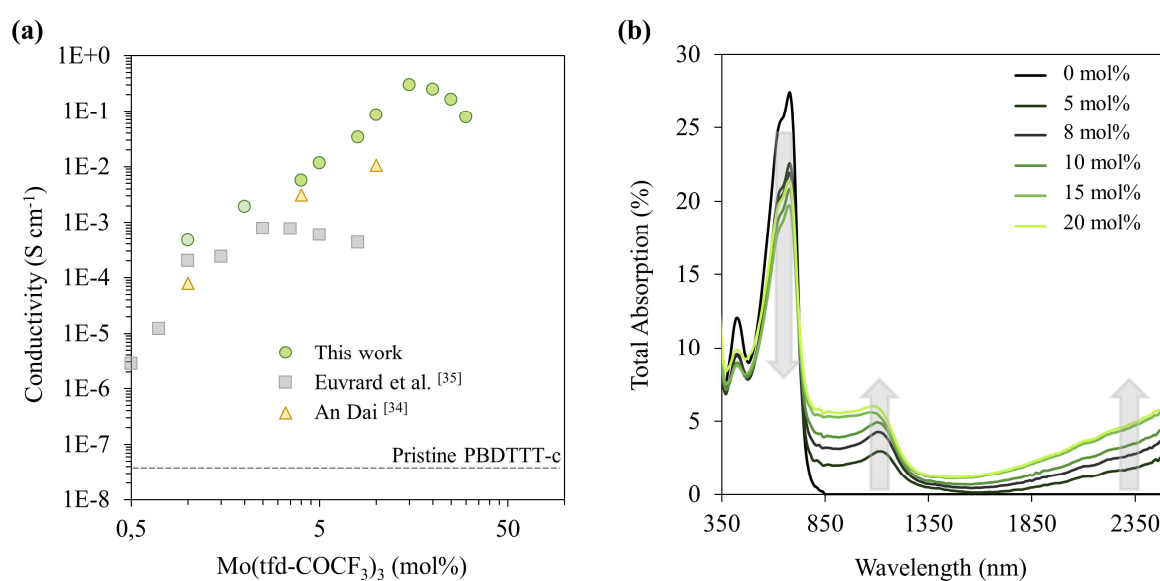 (a)
Conductivity (S cm⁻¹)
1E+0
1E-1
1E-2
1E-3
1E-4
1E-5
1E-6
1E-7
1E-8
This work
Euvrard et al. [35]
An Dai [34]
Pristine PBDTTT-c
0,5
5
50
Mo(tfd-COCF₃)₃ (mol%)
(b)
Total Absorption (%)
30
25
20
15
10
5
0
0 mol%
5 mol%
8 mol%
10 mol%
15 mol%
20 mol%
350
850
1350
1850
2350
Wavelength (nm)